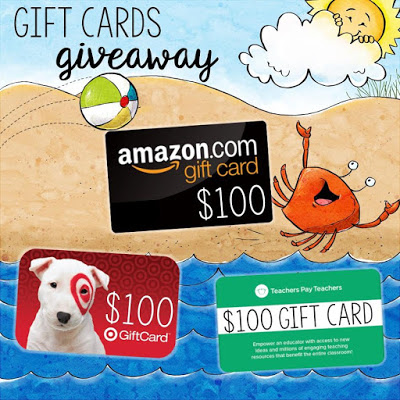 GIFT CARDS
giveaway
amazon.com
gift card
$100
$100
GiftCard
Teachers Pay Teachers
$100 GIFT CARD
Empower an educator with access to new
ideas and millions of engaging teaching
resources that benefit the entire classroom!